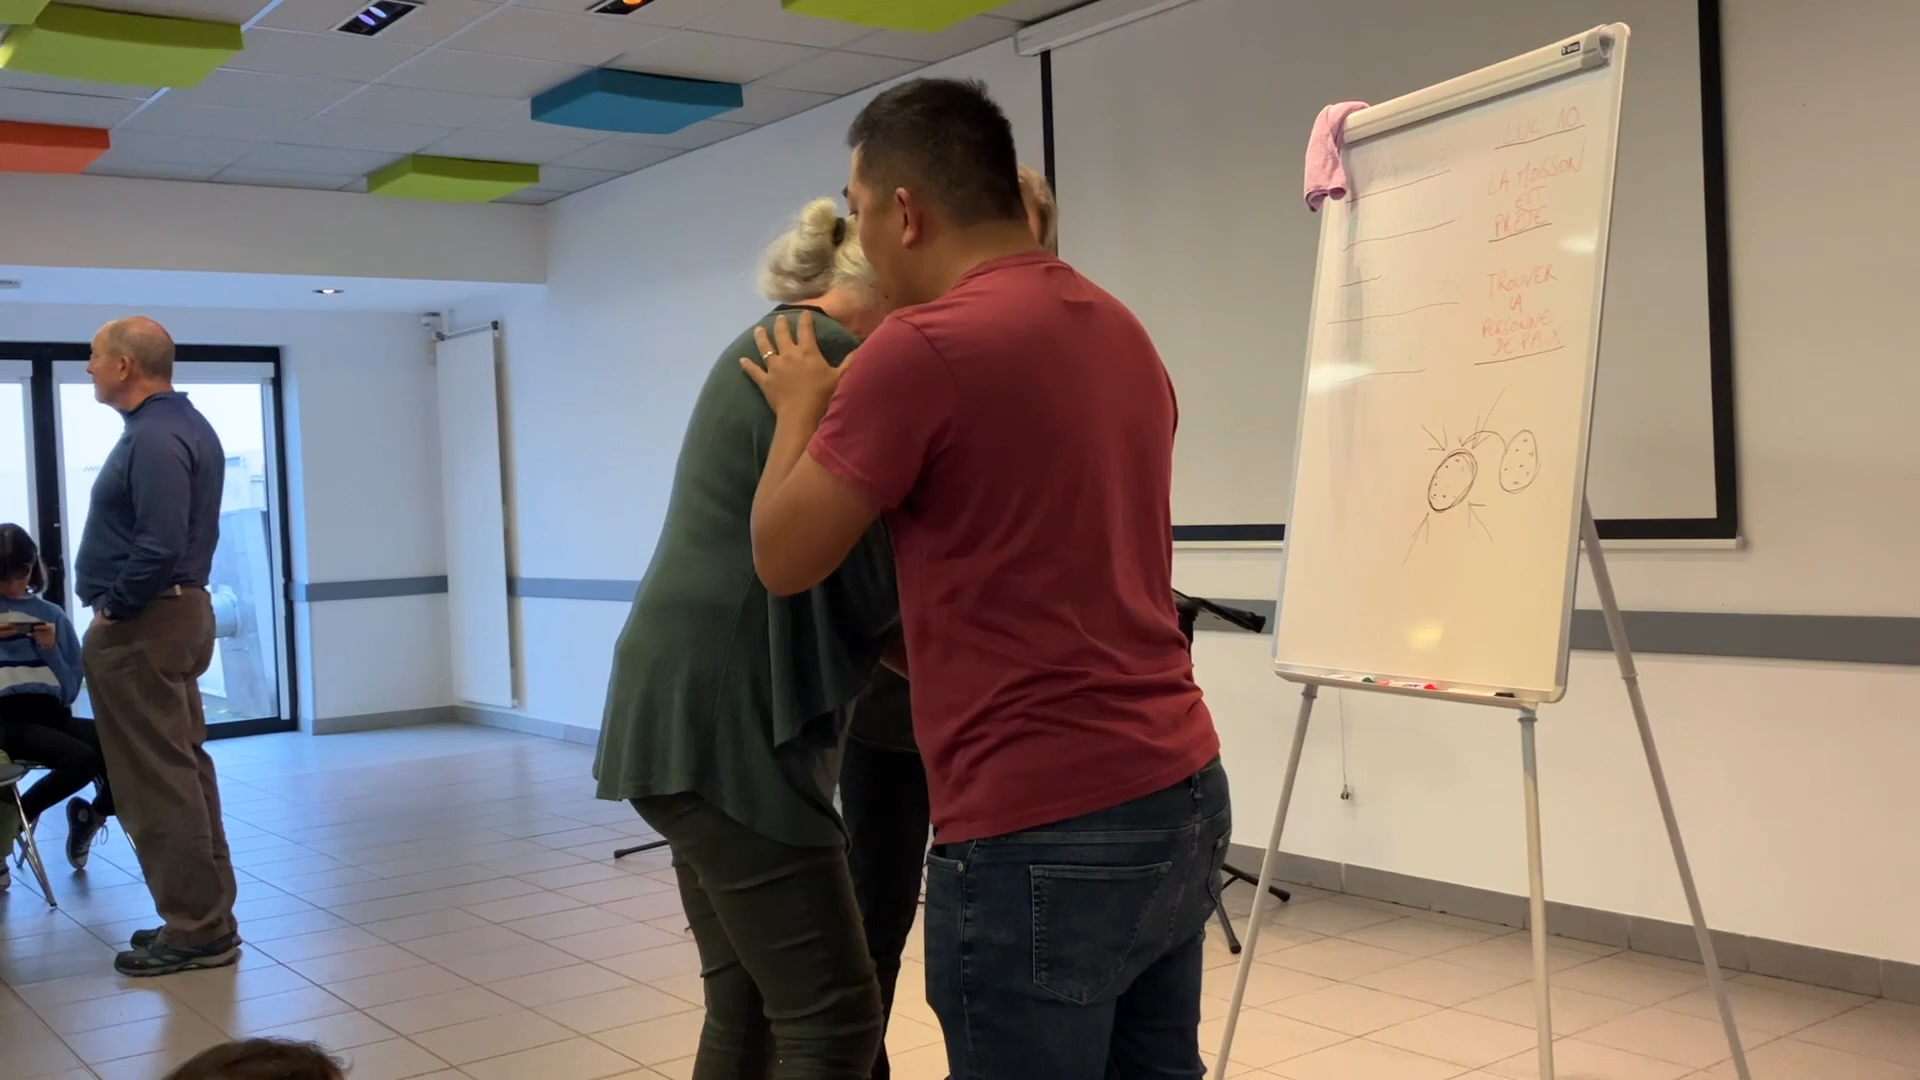 LUC 10
LA MOISSON
EST
PRÊTE
TROUVER
LA
PERSONNE
DE PAIX